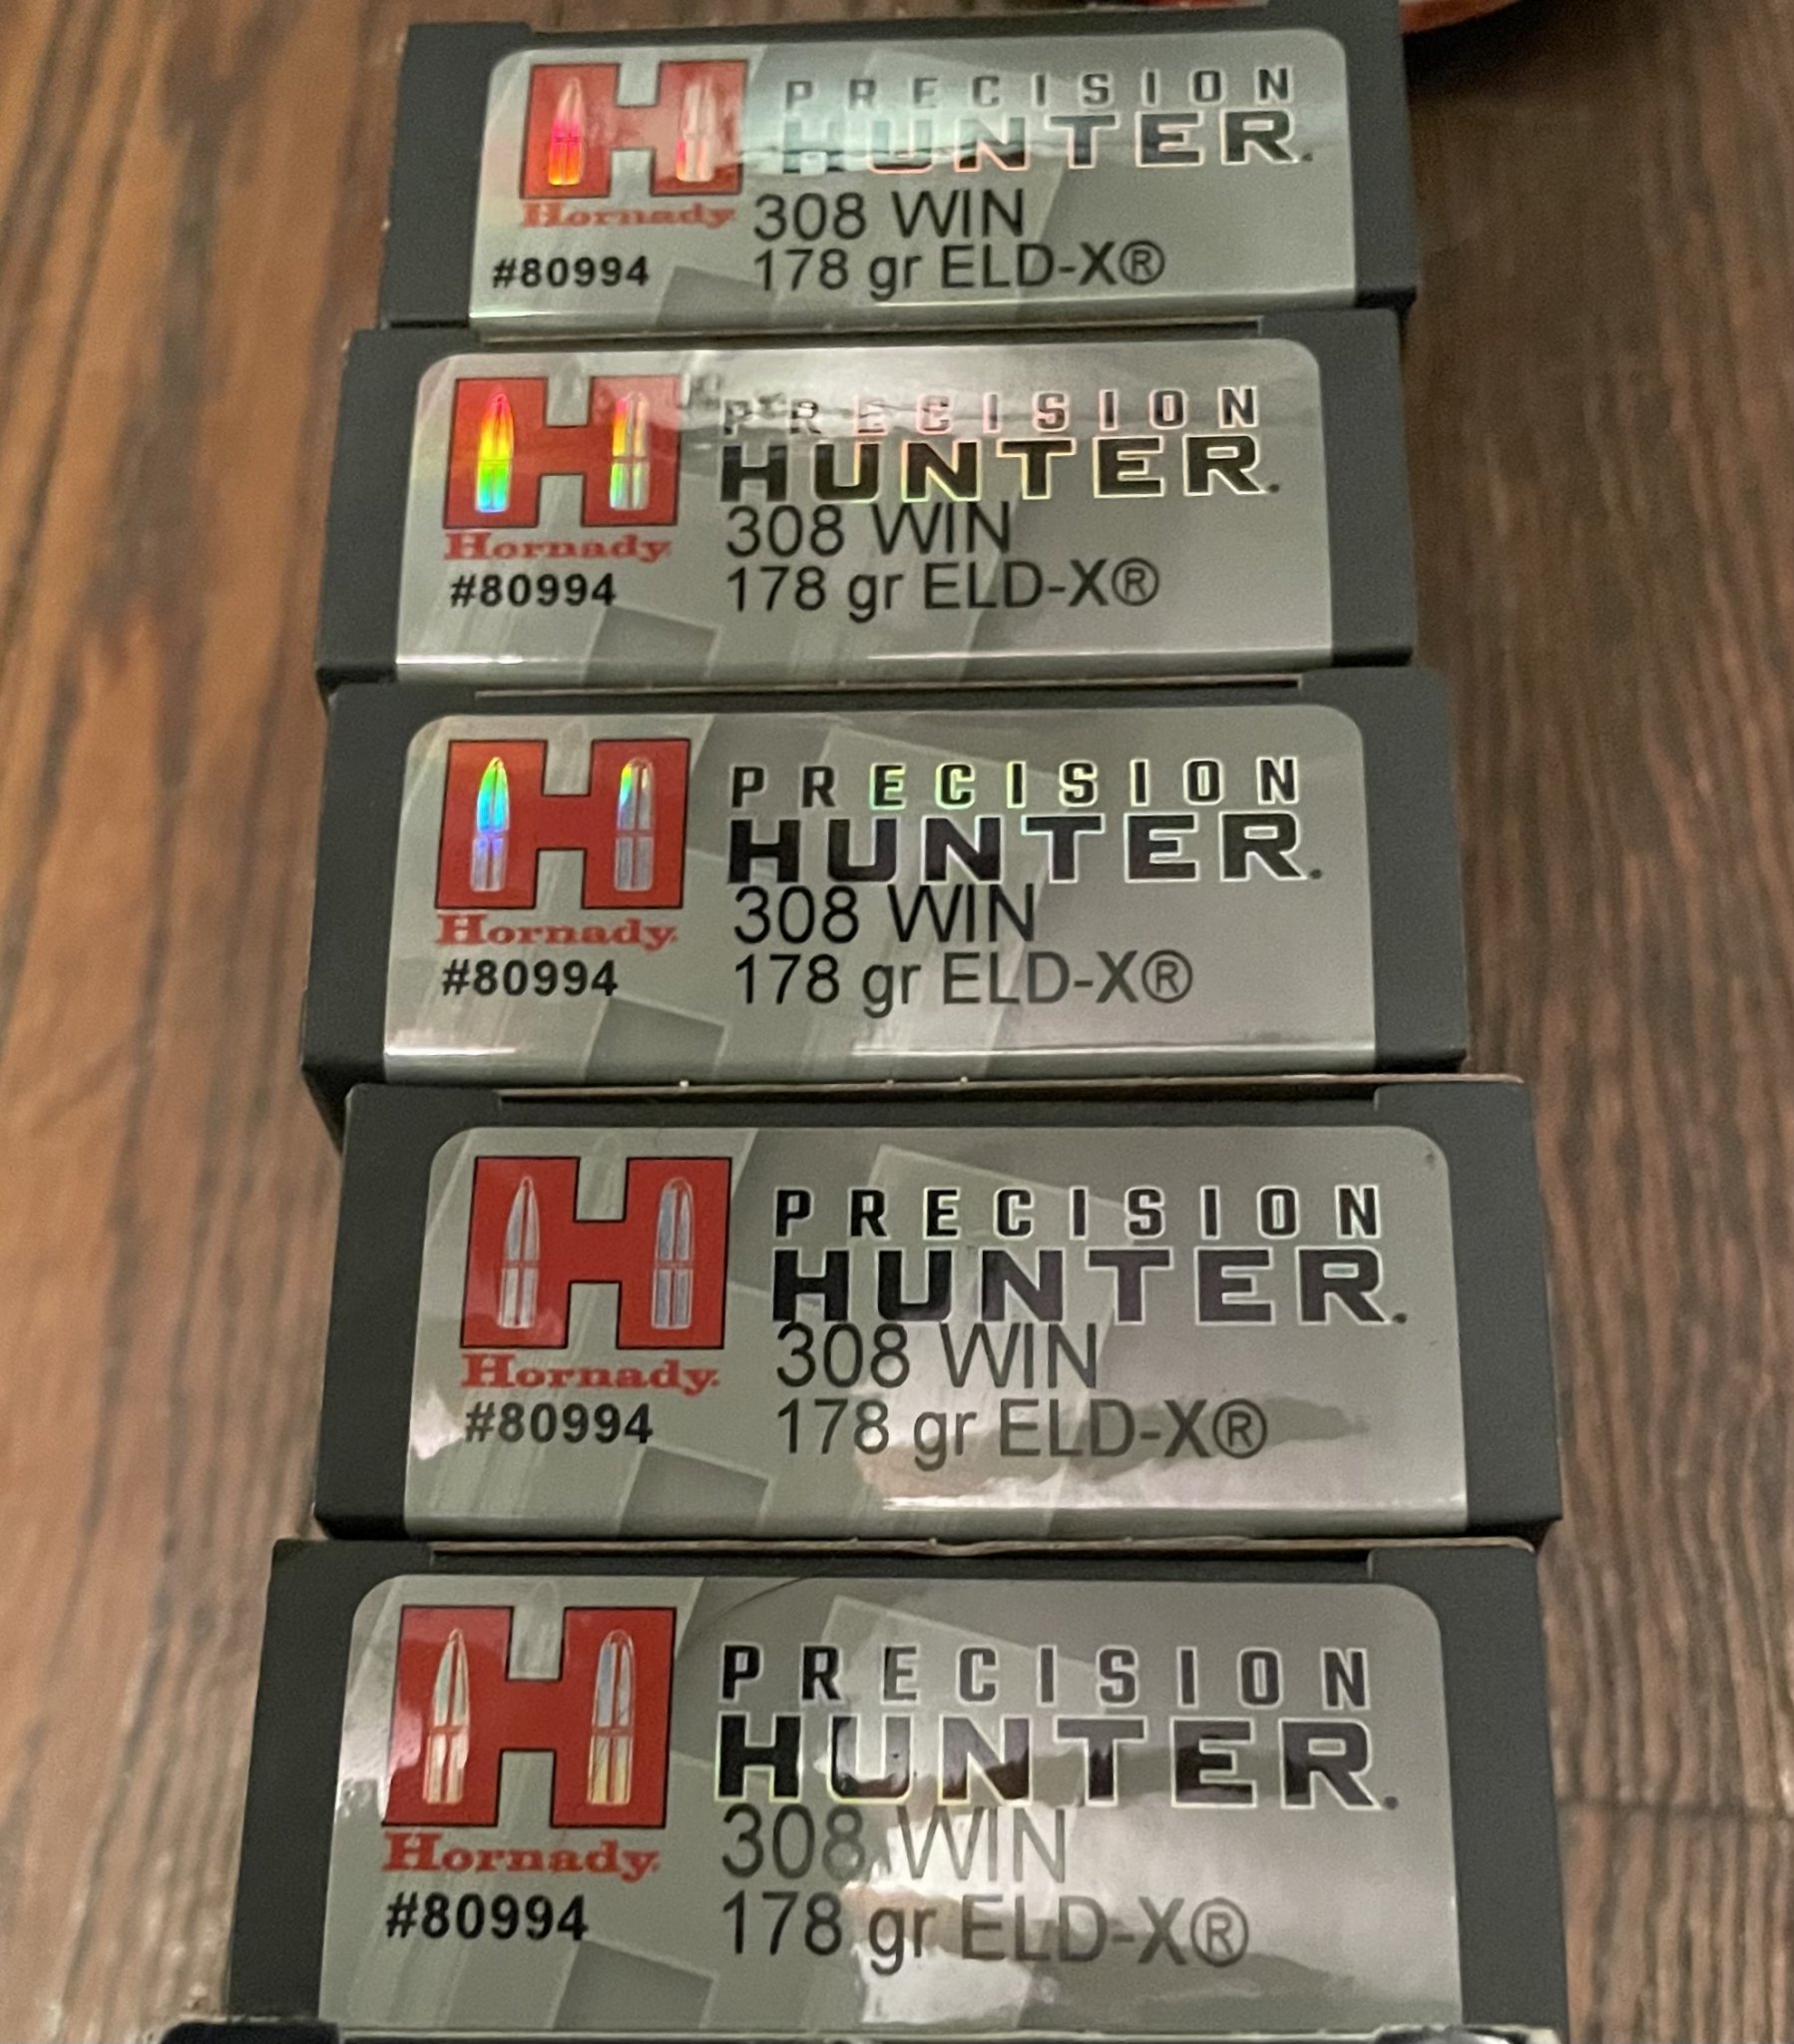 PRECISION
HUNTER.
Hornady
308 WIN
#80994
178 gr ELD-X®
PRECISION
HUNTER.
308 WIN
Hornady
#80994
178 gr ELD-X®
PRECISION
HUNTER.
308 WIN
Hornady
#80994
178 gr ELD-X®
PRECISION
HUNTER.
308 WIN
Hornady
#80994
178 gr ELD-X®
PRECISION
HUNTER.
308 WIN
Hornady
#80994
178 gr ELD-X®